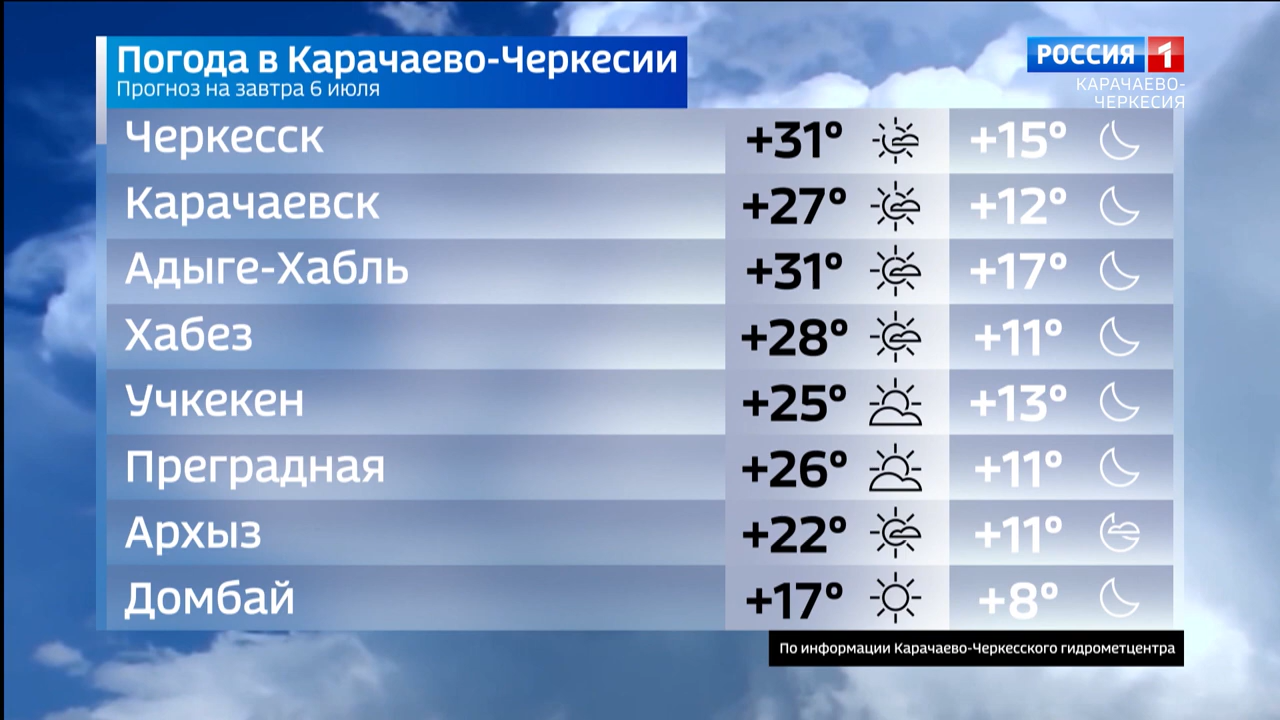 Погода в Карачаево-Черкесии
Прогноз на завтра 6 июля
РОССИЯ 1
КАРАЧАЕВО-
ЧЕРКЕСИЯ
Черкесск +31° +15°
Карачаевск +27° +12°
Адыге-Хабль +31° +17°
Хабез +28° +11°
Учкекен +25° +13°
Преградная +26° +11°
Архыз +22° +11°
Домбай +17° +8°
По информации Карачаево-Черкесского гидрометцентра